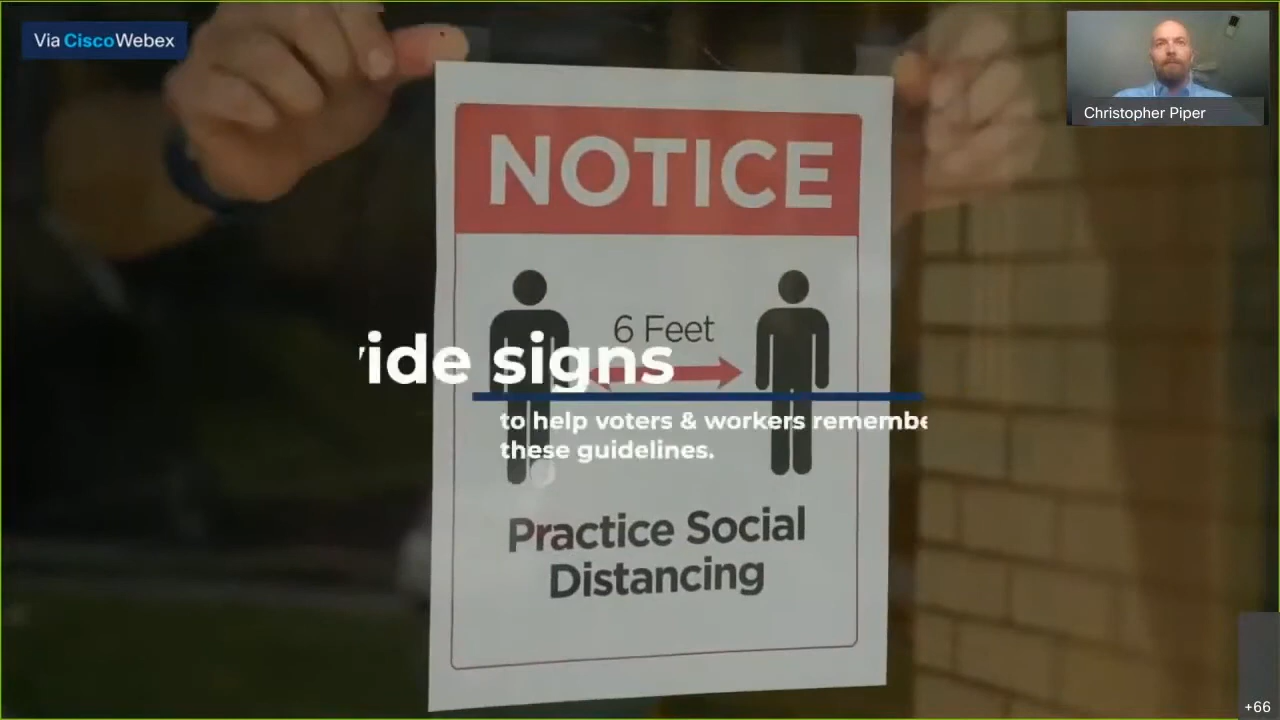 Via CiscoWebex
Christopher Piper
NOTICE
6 Feet
ide signs
to help voters & workers remembe
these guidelines.
Practice Social
Distancing
+66